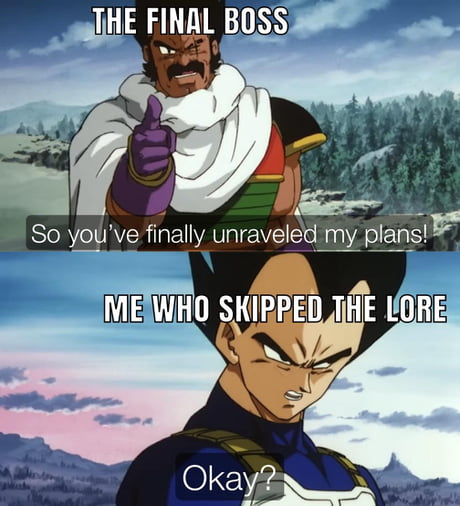 THE FINAL BOSS
So you've finally unraveled my plans!
ME WHO SKIPPED THE LORE
Okay?